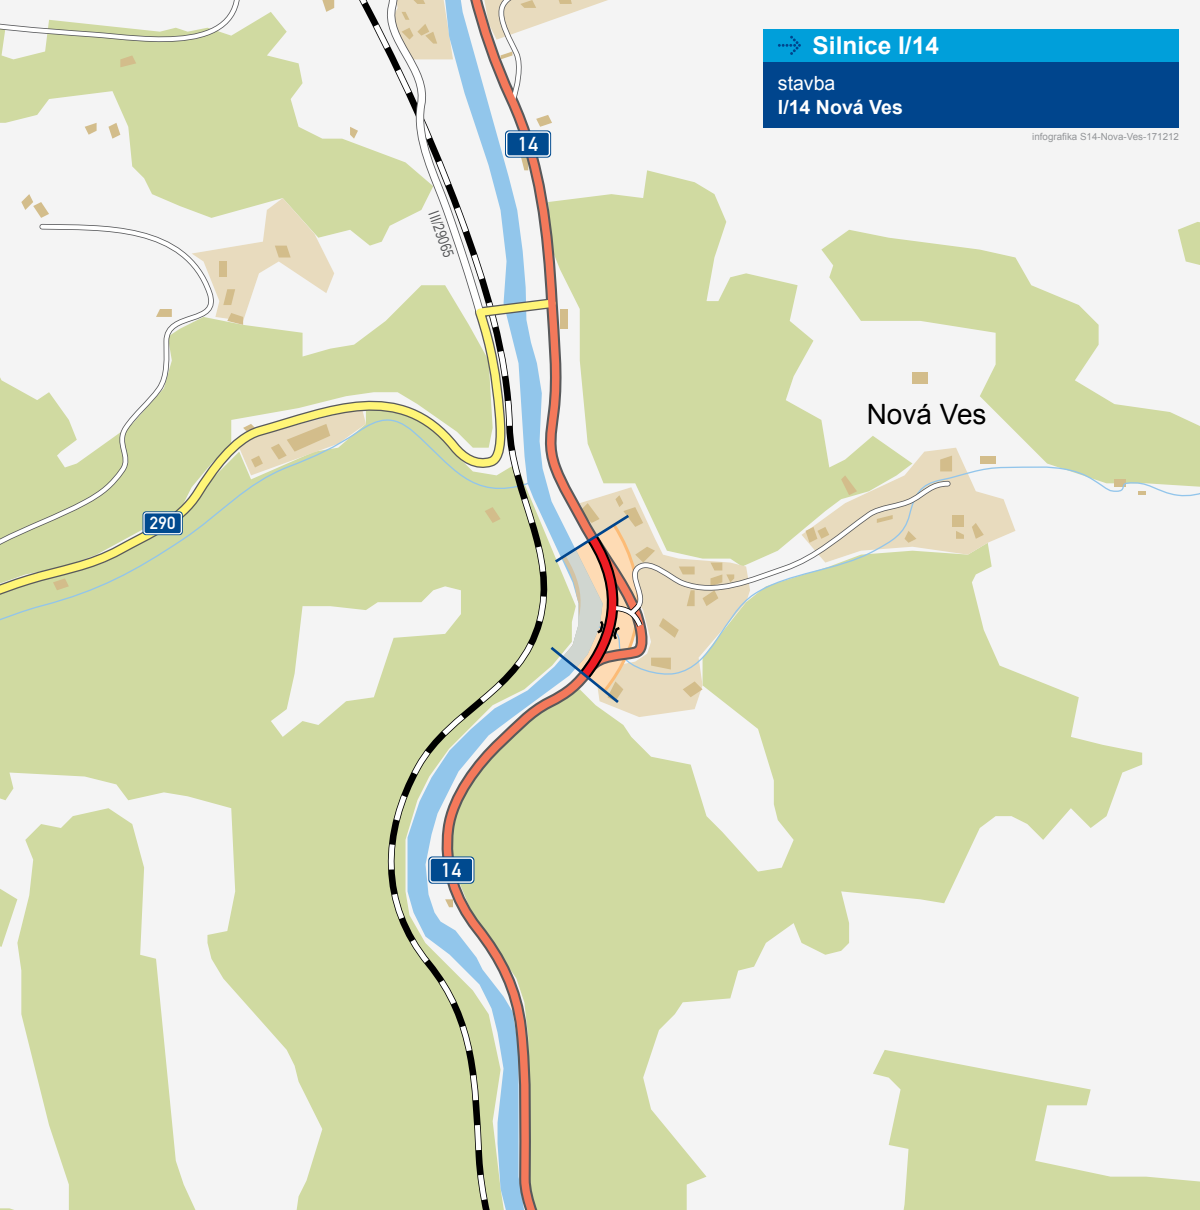 Silnice I/14
stavba
I/14 Nová Ves
infografika S14-Nova-Ves-171212
14
III/29065
Nová Ves
290
14